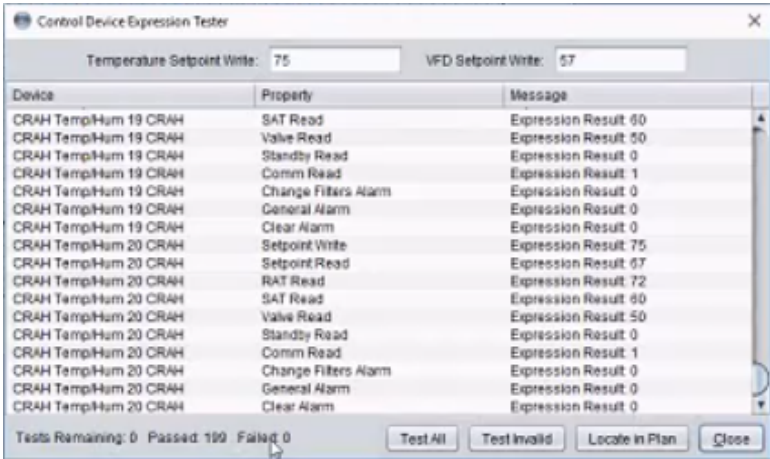 Control Device Expression Tester
Temperature Setpoint Write: 75 VFD Setpoint Write: 57
Device Property Message
CRAH Temp/Hum 19 CRAH SAT Read Expression Result: 60
CRAH Temp/Hum 19 CRAH Valve Read Expression Result: 50
CRAH Temp/Hum 19 CRAH Standby Read Expression Result: 0
CRAH Temp/Hum 19 CRAH Comm Read Expression Result: 1
CRAH Temp/Hum 19 CRAH Change Filters Alarm Expression Result: 0
CRAH Temp/Hum 19 CRAH General Alarm Expression Result: 0
CRAH Temp/Hum 19 CRAH Clear Alarm Expression Result: 0
CRAH Temp/Hum 20 CRAH Setpoint Write Expression Result: 75
CRAH Temp/Hum 20 CRAH Setpoint Read Expression Result: 67
CRAH Temp/Hum 20 CRAH RAT Read Expression Result: 72
CRAH Temp/Hum 20 CRAH SAT Read Expression Result: 60
CRAH Temp/Hum 20 CRAH Valve Read Expression Result: 50
CRAH Temp/Hum 20 CRAH Standby Read Expression Result: 0
CRAH Temp/Hum 20 CRAH Comm Read Expression Result: 1
CRAH Temp/Hum 20 CRAH Change Filters Alarm Expression Result: 0
CRAH Temp/Hum 20 CRAH General Alarm Expression Result: 0
CRAH Temp/Hum 20 CRAH Clear Alarm Expression Result: 0
Tests Remaining: 0 Passed: 199 Failed: 0 Test All Test Invalid Locate in Plan Close